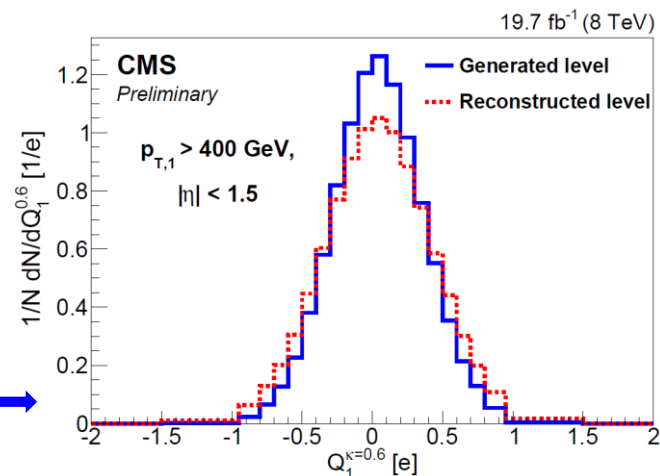 19.7 fb⁻¹ (8 TeV)
CMS
Preliminary
Generated level
Reconstructed level
p_T,1 > 400 GeV,
|η| < 1.5
1/N dN/dQ₁^0.6 [1/e]
1.2
1
0.8
0.6
0.4
0.2
0
-2 -1.5 -1 -0.5 0 0.5 1 1.5 2
Q₁^κ=0.6 [e]